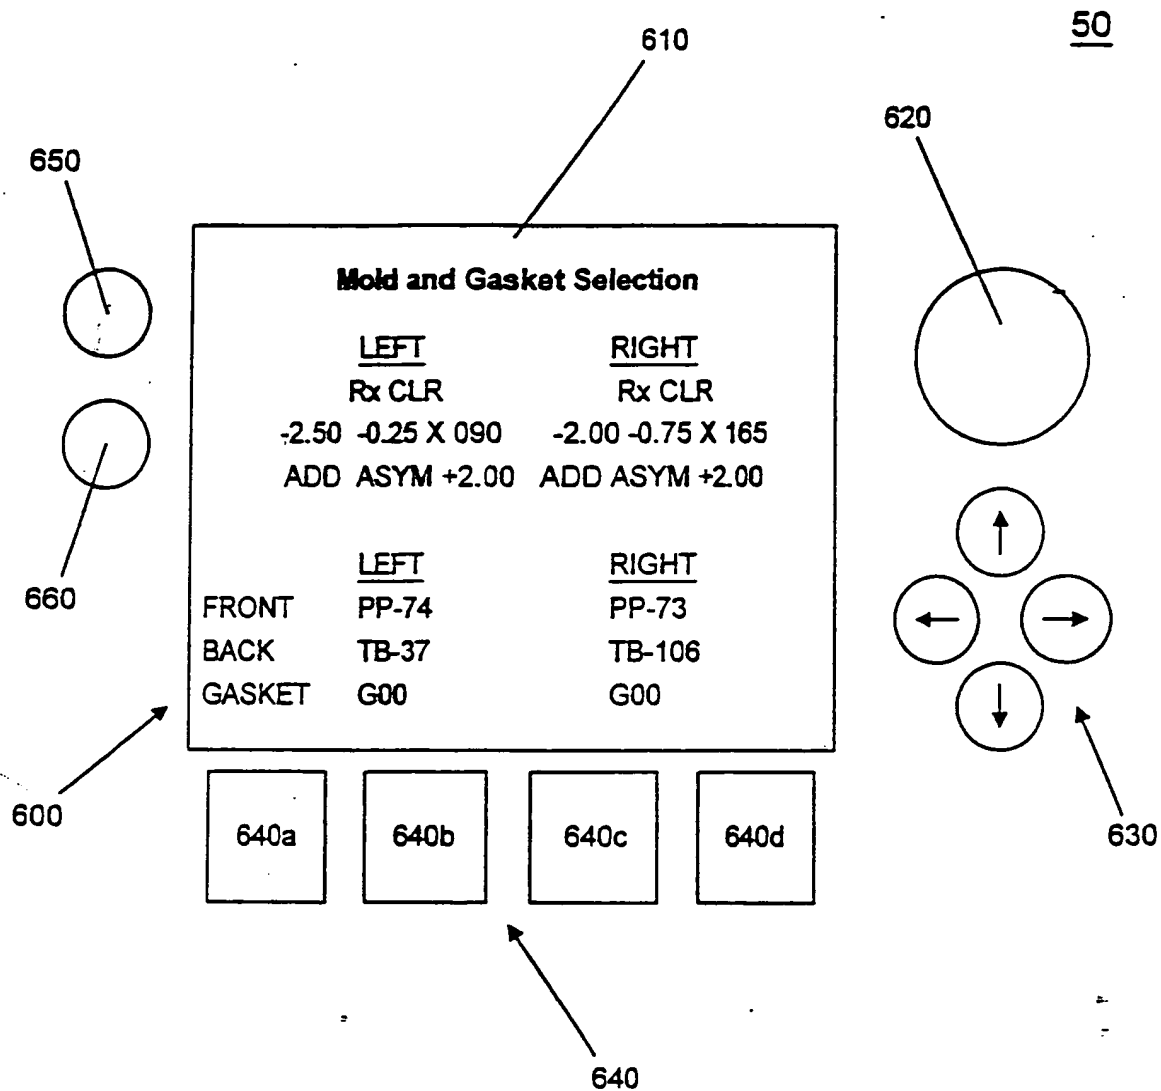 50
610
620
650
Mold and Gasket Selection
LEFT RIGHT
Rx CLR Rx CLR
-2.50 -0.25 X 090 -2.00 -0.75 X 165
ADD ASYM +2.00 ADD ASYM +2.00
660
LEFT RIGHT
FRONT PP-74 PP-73
BACK TB-37 TB-106
GASKET G00 G00
600
630
640a 640b 640c 640d
640